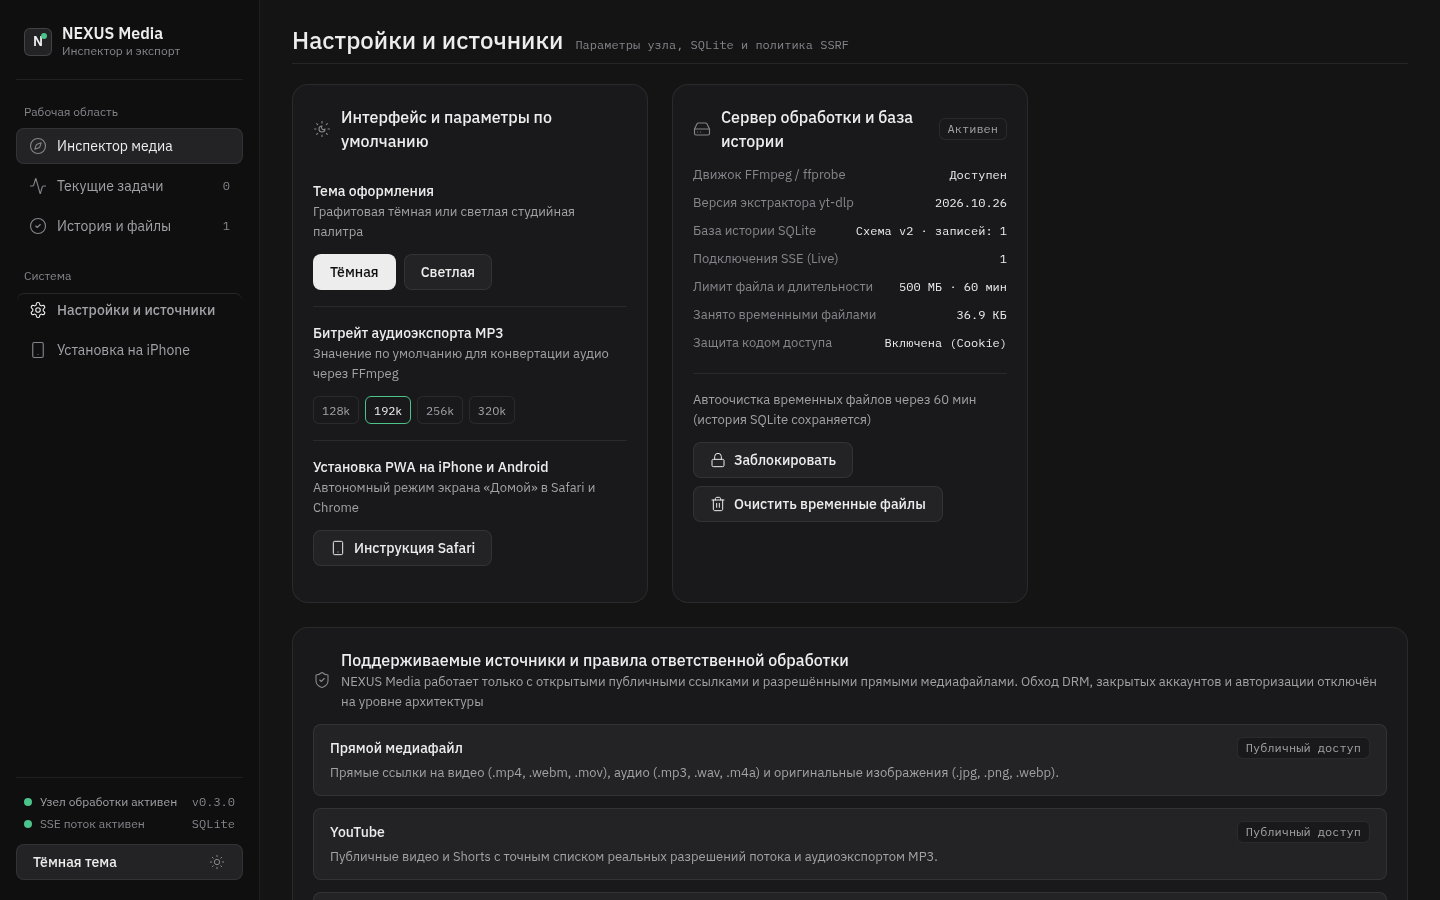 N
NEXUS Media
Инспектор и экспорт
Рабочая область
Инспектор медиа
Текущие задачи 0
История и файлы 1
Система
Настройки и источники
Установка на iPhone
Узел обработки активен v0.3.0
SSE поток активен SQLite
Тёмная тема
Настройки и источники Параметры узла, SQLite и политика SSRF
Интерфейс и параметры по
умолчанию
Тема оформления
Графитовая тёмная или светлая студийная
палитра
Тёмная Светлая
Битрейт аудиоэкспорта MP3
Значение по умолчанию для конвертации аудио
через FFmpeg
128k 192k 256k 320k
Установка PWA на iPhone и Android
Автономный режим экрана «Домой» в Safari и
Chrome
Инструкция Safari
Сервер обработки и база
истории
Активен
Движок FFmpeg / ffprobe Доступен
Версия экстрактора yt-dlp 2026.10.26
База истории SQLite Схема v2 · записей: 1
Подключения SSE (Live) 1
Лимит файла и длительности 500 МБ · 60 мин
Занято временными файлами 36.9 КБ
Защита кодом доступа Включена (Cookie)
Автоочистка временных файлов через 60 мин
(история SQLite сохраняется)
Заблокировать
Очистить временные файлы
Поддерживаемые источники и правила ответственной обработки
NEXUS Media работает только с открытыми публичными ссылками и разрешёнными прямыми медиафайлами. Обход DRM, закрытых аккаунтов и авторизации отключён
на уровне архитектуры
Прямой медиафайл Публичный доступ
Прямые ссылки на видео (.mp4, .webm, .mov), аудио (.mp3, .wav, .m4a) и оригинальные изображения (.jpg, .png, .webp).
YouTube Публичный доступ
Публичные видео и Shorts с точным списком реальных разрешений потока и аудиоэкспортом MP3.